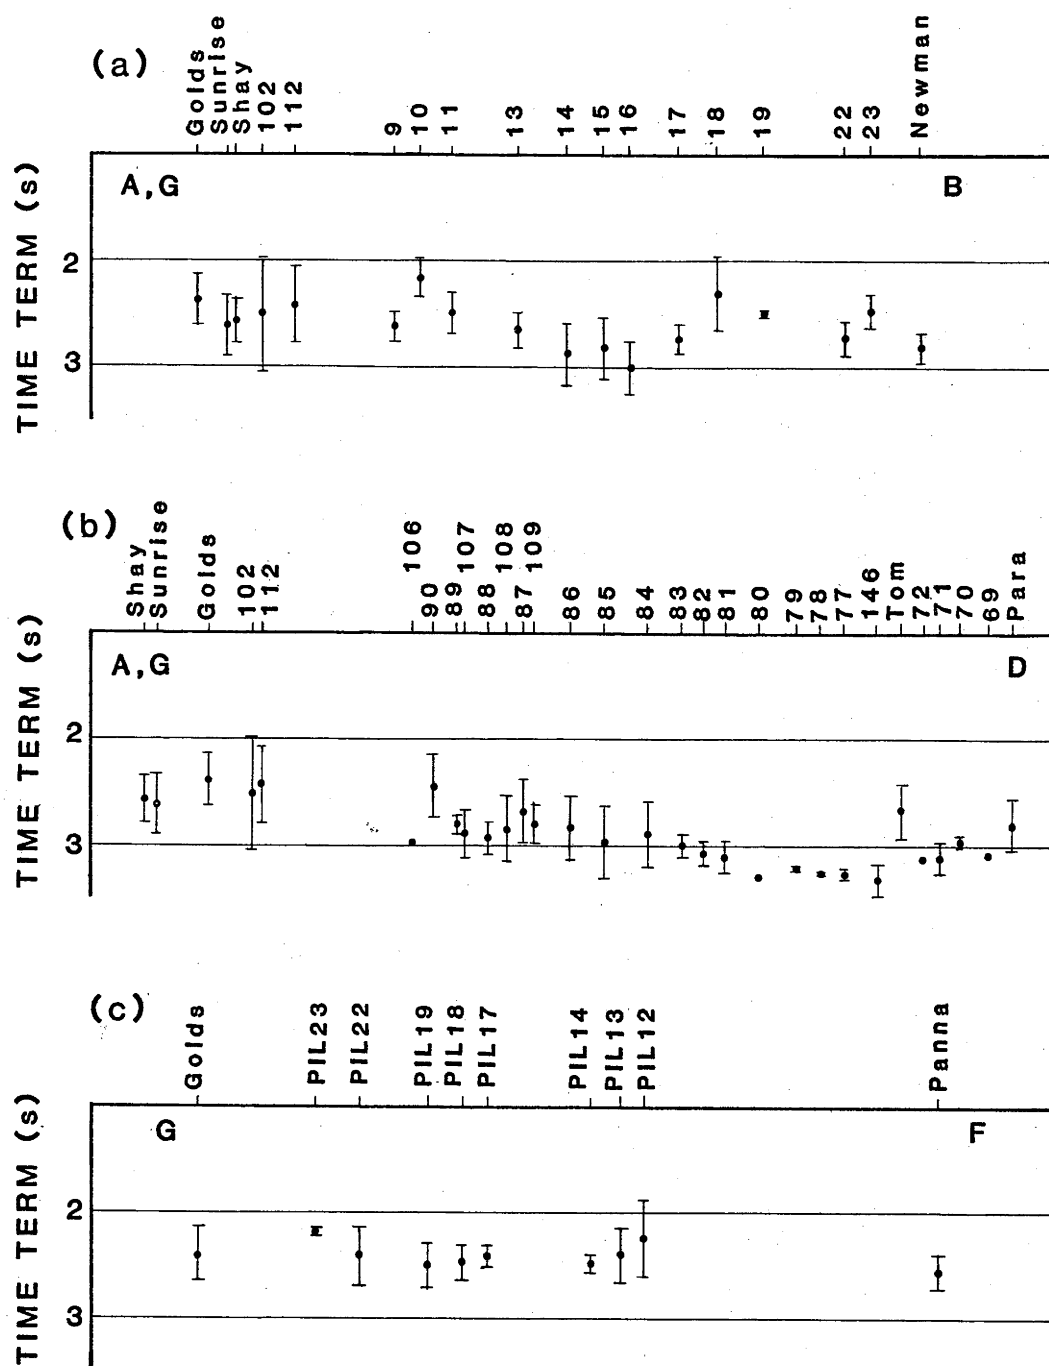 (a)
Golds
Sunrise
Shay
102
112
9
10
11
13
14
15
16
17
18
19
22
23
Newman
TIME TERM (s)
A,G
B
2
3
(b)
Shay
Sunrise
Golds
102
112
106
90
89
107
88
108
87
109
86
85
84
83
82
81
80
79
78
77
146
Tom
72
71
70
69
Para
TIME TERM (s)
A,G
D
2
3
(c)
Golds
PIL23
PIL22
PIL19
PIL18
PIL17
PIL14
PIL13
PIL12
Panna
TIME TERM (s)
G
F
2
3